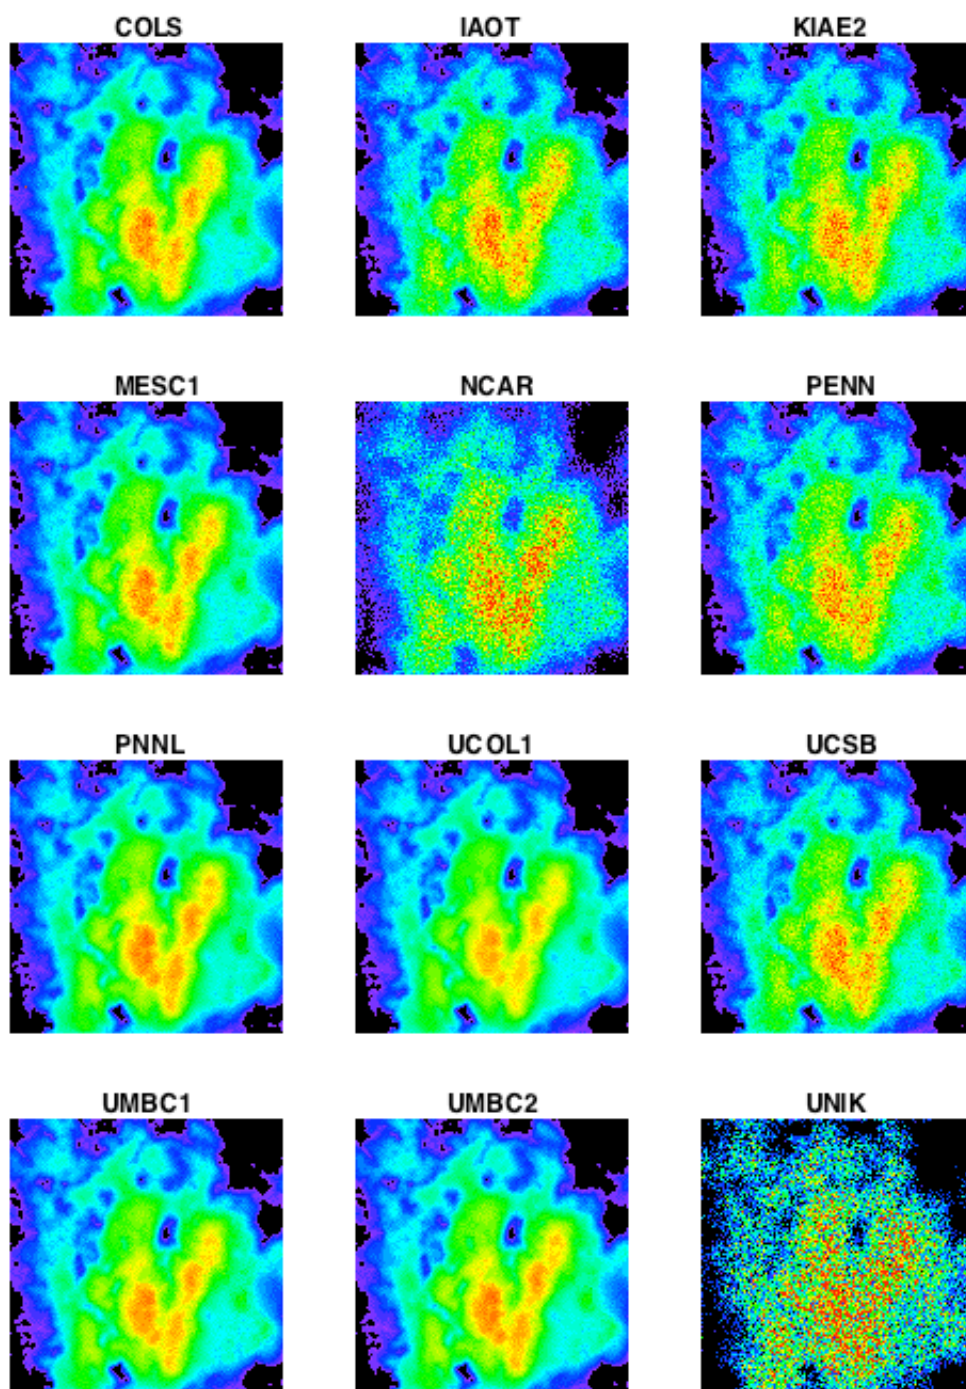 COLS IAOT KIAE2
MESC1 NCAR PENN
PNNL UCOL1 UCSB
UMBC1 UMBC2 UNIK